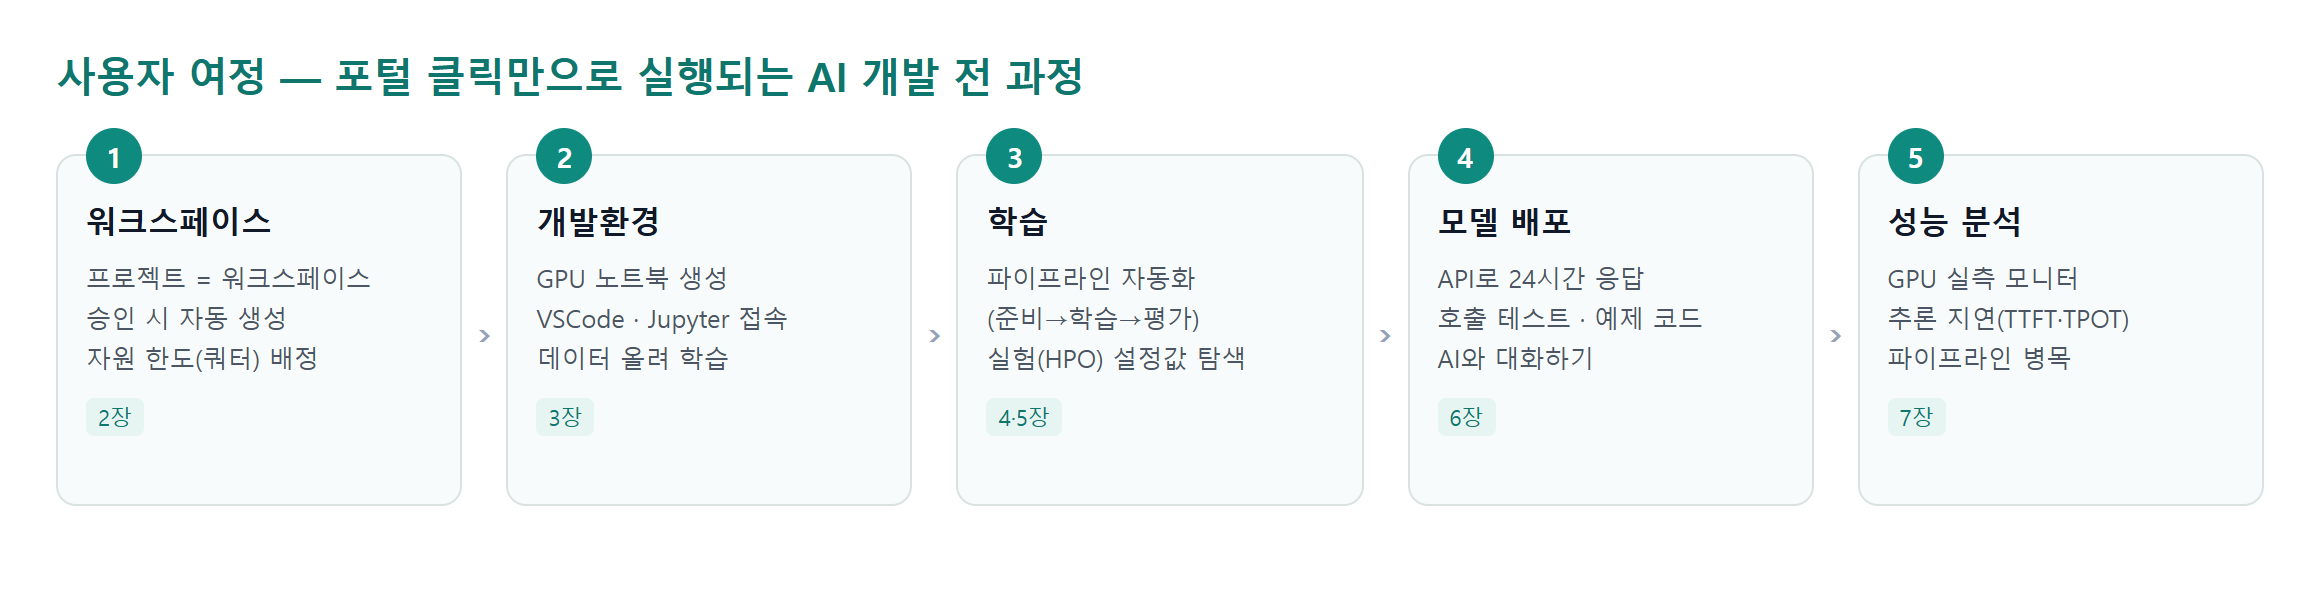 사용자 여정 — 포털 클릭만으로 실행되는 AI 개발 전 과정
1
워크스페이스
프로젝트 = 워크스페이스
승인 시 자동 생성
자원 한도(쿼터) 배정
2장
›
2
개발환경
GPU 노트북 생성
VSCode · Jupyter 접속
데이터 올려 학습
3장
›
3
학습
파이프라인 자동화
(준비→학습→평가)
실험(HPO) 설정값 탐색
4·5장
›
4
모델 배포
API로 24시간 응답
호출 테스트 · 예제 코드
AI와 대화하기
6장
›
5
성능 분석
GPU 실측 모니터
추론 지연(TTFT·TPOT)
파이프라인 병목
7장